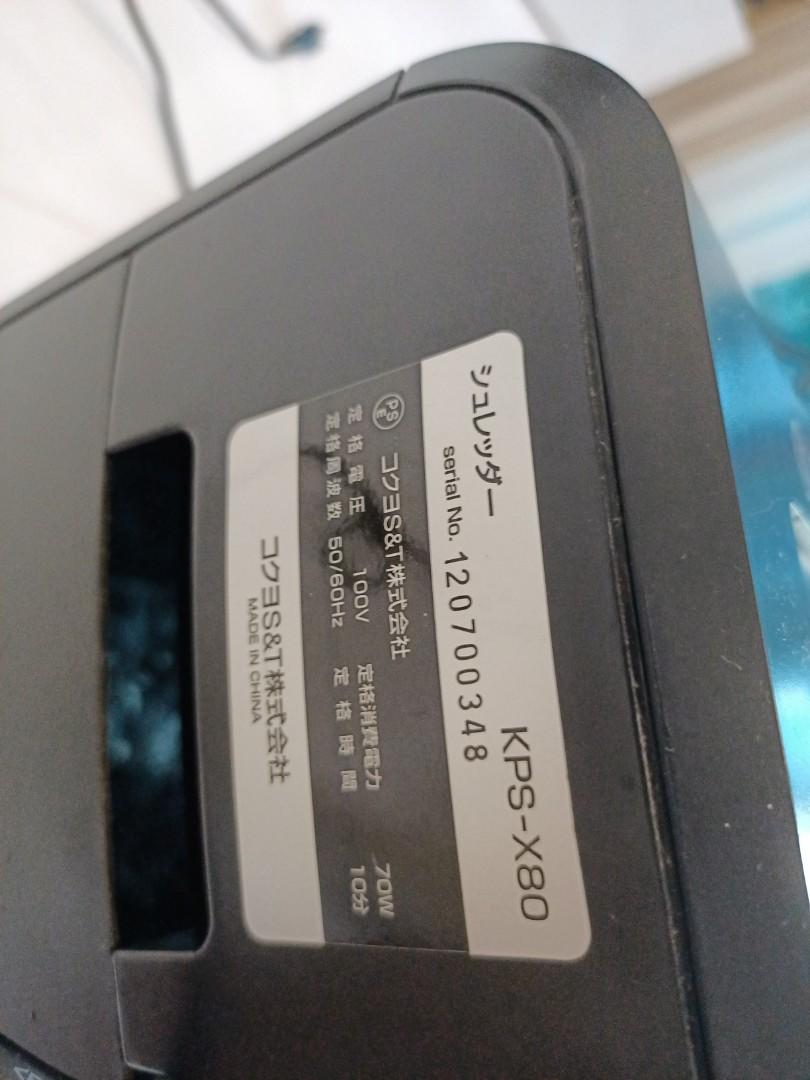 シュレッダー KPS-X80
serial No. 120700348
PSE コクヨS&T株式会社
定格電圧 100V 定格消費電力 70W
定格周波数 50/60Hz 定格時間 10分
コクヨS&T株式会社
MADE IN CHINA